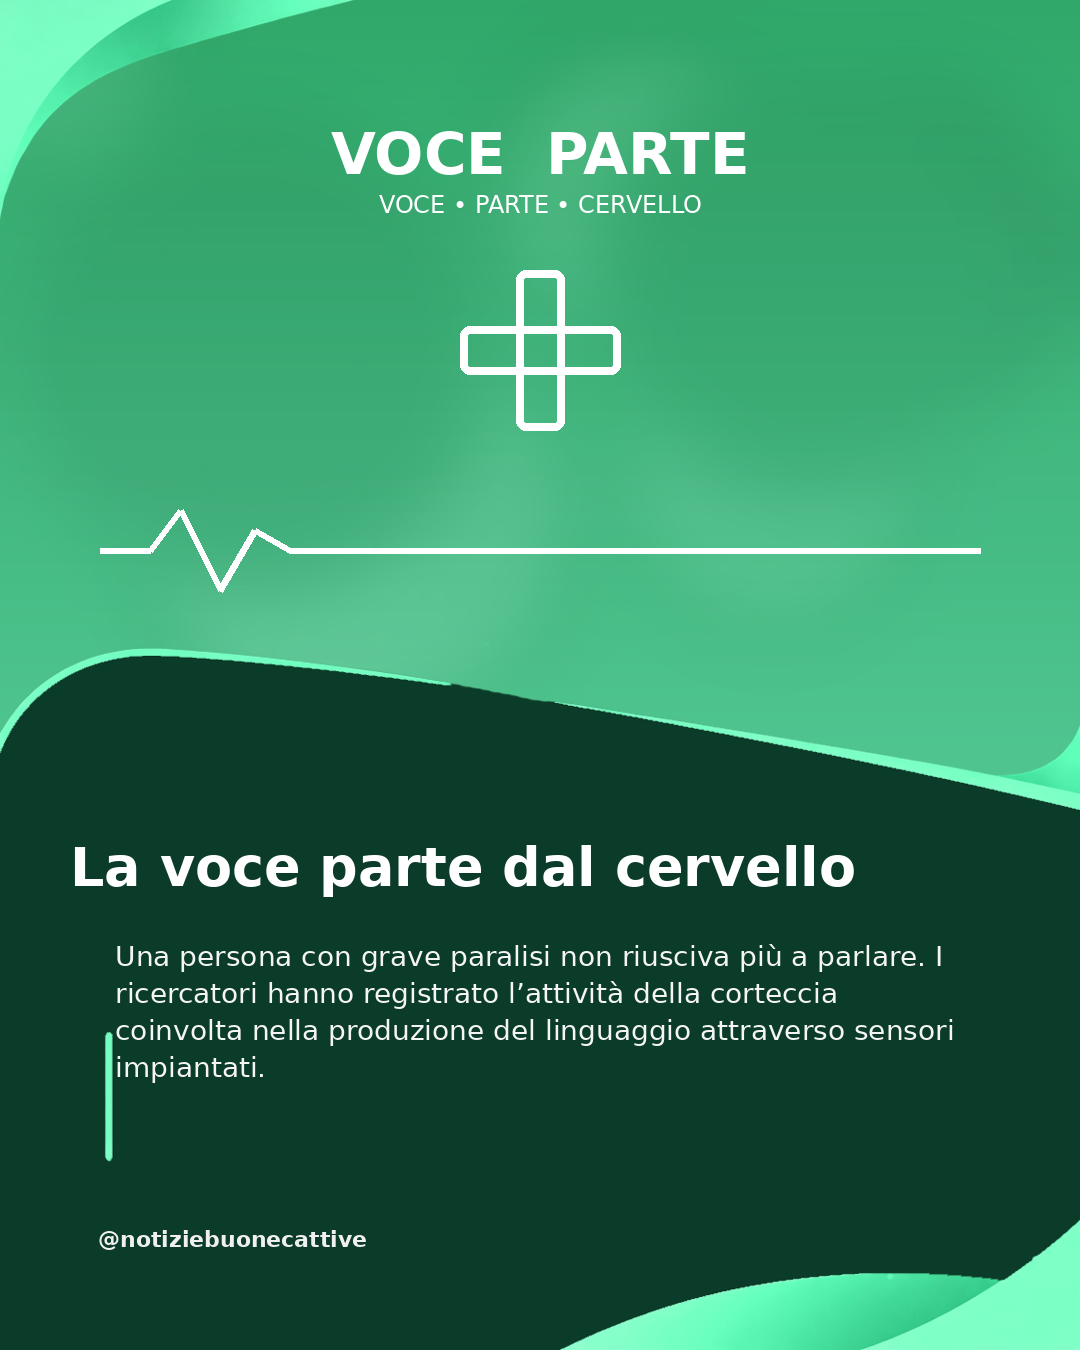 VOCE PARTE
VOCE • PARTE • CERVELLO
La voce parte dal cervello
Una persona con grave paralisi non riusciva più a parlare. I
ricercatori hanno registrato l’attività della corteccia
coinvolta nella produzione del linguaggio attraverso sensori
impiantati.
@notiziebuonecattive